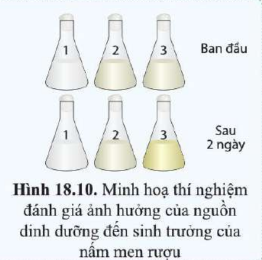 1 2 3 Ban đầu
1 2 3 Sau
2 ngày
Hình 18.10. Minh hoạ thí nghiệm
đánh giá ảnh hưởng của nguồn
dinh dưỡng đến sinh trưởng của
nấm men rượu